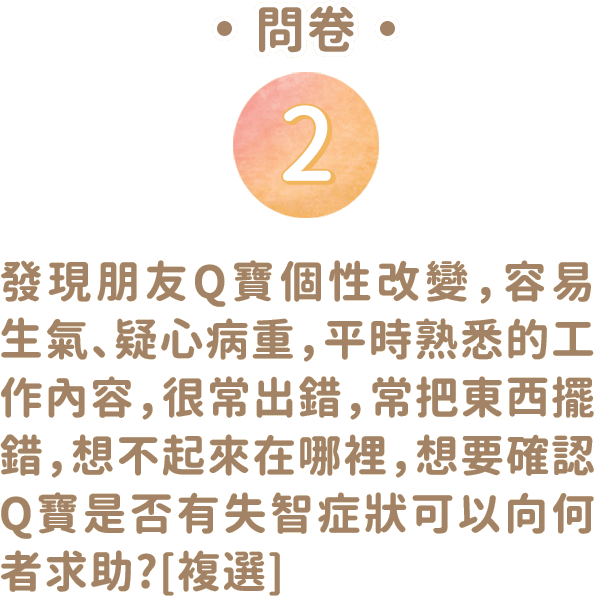 • 問卷 •
2
發現朋友Q寶個性改變，容易
生氣、疑心病重，平時熟悉的工
作內容，很常出錯，常把東西擺
錯，想不起來在哪裡，想要確認
Q寶是否有失智症狀可以向何
者求助?[複選]